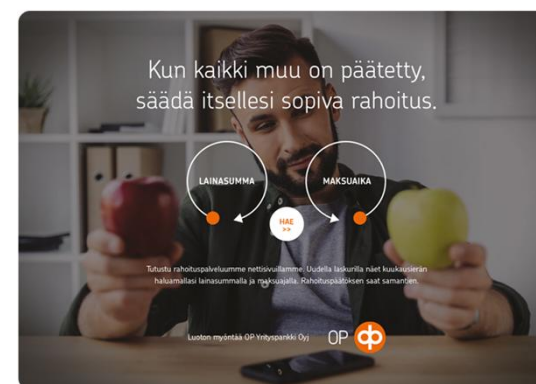 Kun kaikki muu on päätetty,
säädä itsellesi sopiva rahoitus.
LAINASUMMA
MAKSUAIKA
HAE
>>
Tutustu rahoituspalveluumme nettisivuillamme. Uudella laskurilla näet kuukausierän
haluamallasi lainasummalla ja maksuajalla. Rahoituspäätöksen saat samantien.
Luoton myöntää OP Yrityspankki Oyj
OP